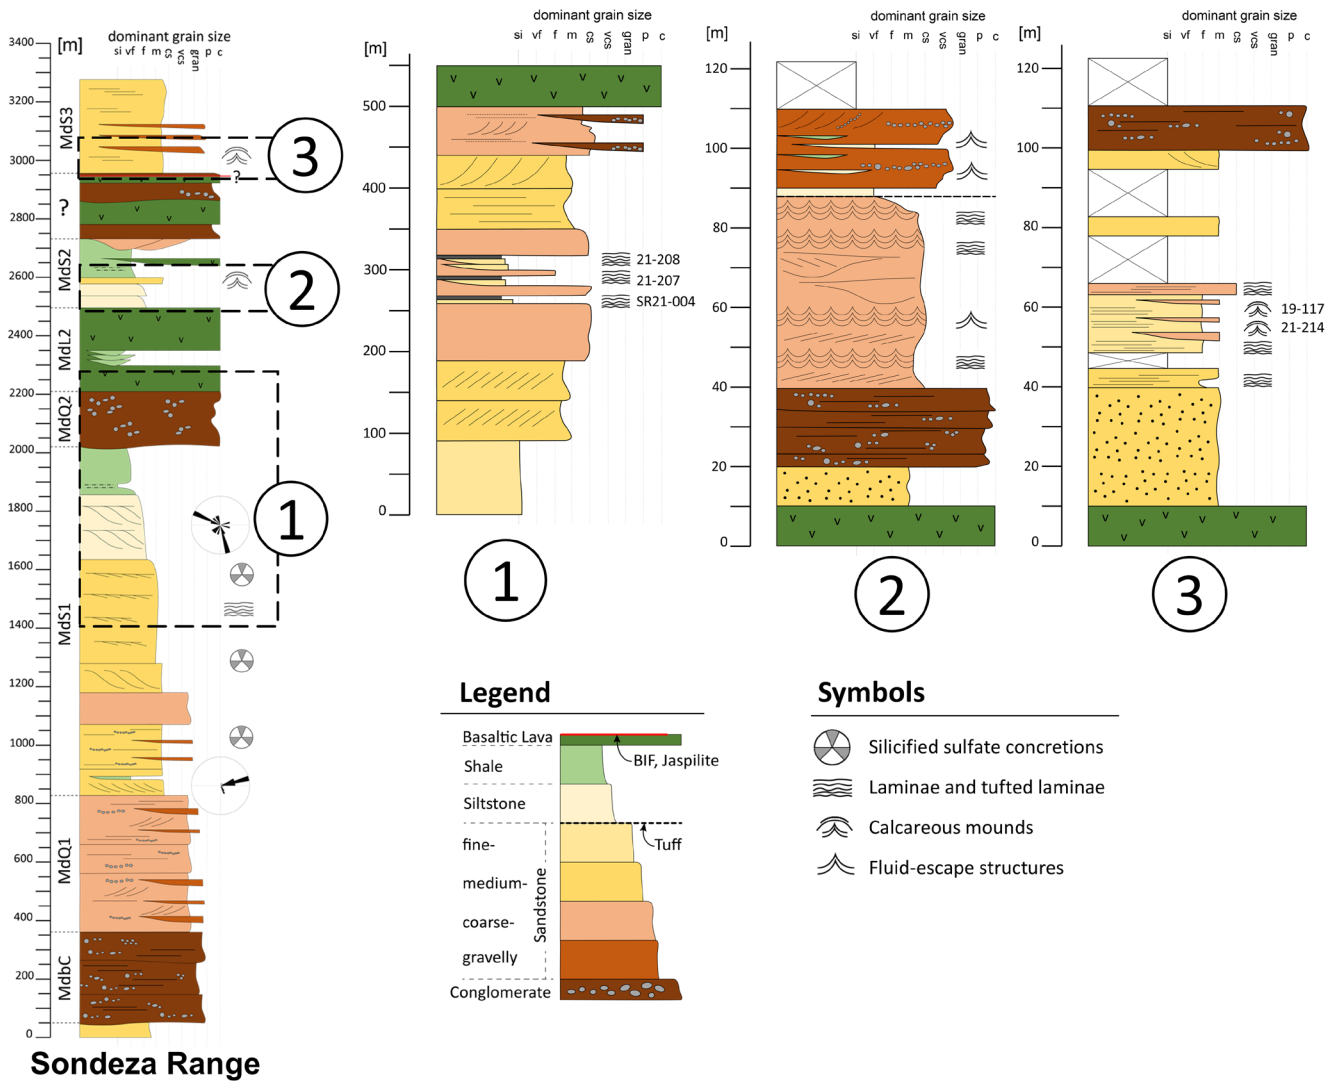 dominant grain size
[m]
si vf f m cs vcs gran p c
3400
3200
3000
2800
2600
2400
2200
2000
1800
1600
1400
1200
1000
800
600
400
200
0
MdS3
?
MdS2
MdL2
MdQ2
MdS1
MdQ1
MdbC
v v v
?
v v v v
v v v
v v v
v v v
3
2
1
Sondeza Range
dominant grain size
[m]
si vf f m cs vcs gran p c
500
400
300
200
100
0
v v v v
v v v
21-208
21-207
SR21-004
1
dominant grain size
[m]
si vf f m cs vcs gran p c
120
100
80
60
40
20
0
v v v v
v v v
2
dominant grain size
[m]
si vf f m cs vcs gran p c
120
100
80
60
40
20
0
19-117
21-214
v v v v
v v v
3
Legend
Basaltic Lava
BIF, Jaspilite
Shale
Siltstone
Tuff
fine-
medium-
coarse-
gravelly
Sandstone
Conglomerate
Symbols
Silicified sulfate concretions
Laminae and tufted laminae
Calcareous mounds
Fluid-escape structures